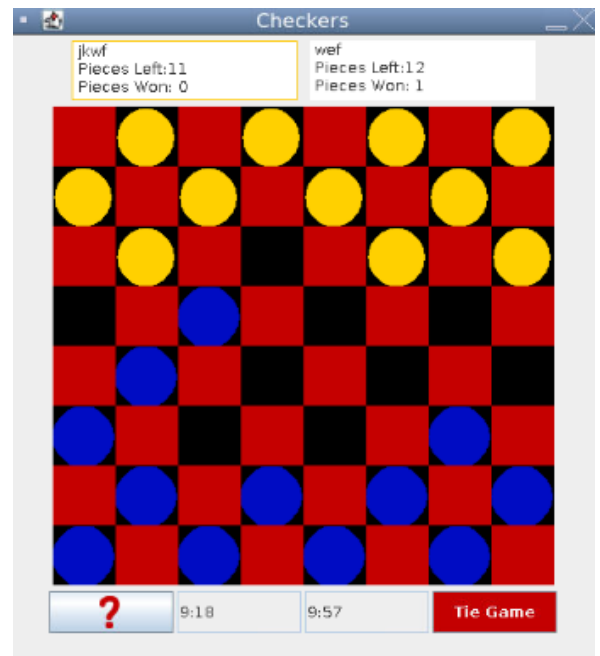 Checkers
jkwf
Pieces Left:11
Pieces Won: 0
wef
Pieces Left:12
Pieces Won: 1
?
9:18
9:57
Tie Game